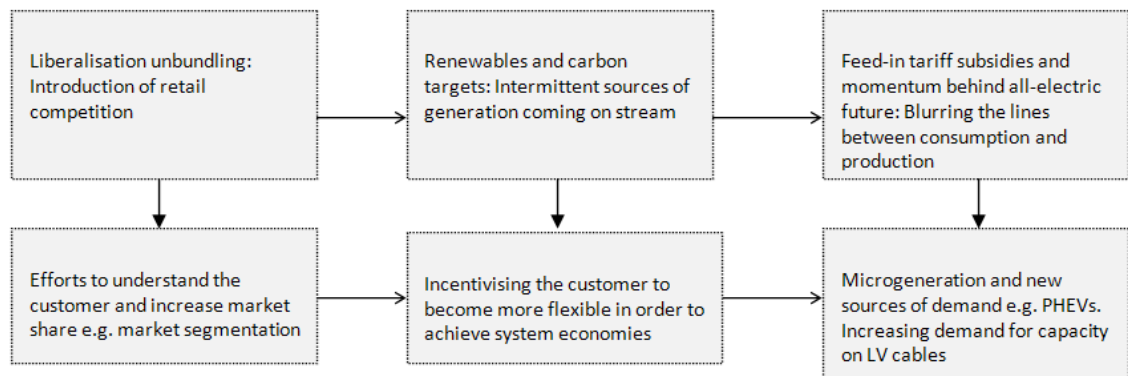 Liberalisation unbundling:
Introduction of retail
competition
Renewables and carbon
targets: Intermittent sources of
generation coming on stream
Feed-in tariff subsidies and
momentum behind all-electric
future: Blurring the lines
between consumption and
production
Efforts to understand the
customer and increase market
share e.g. market segmentation
Incentivising the customer to
become more flexible in order to
achieve system economies
Microgeneration and new
sources of demand e.g. PHEVs.
Increasing demand for capacity
on LV cables